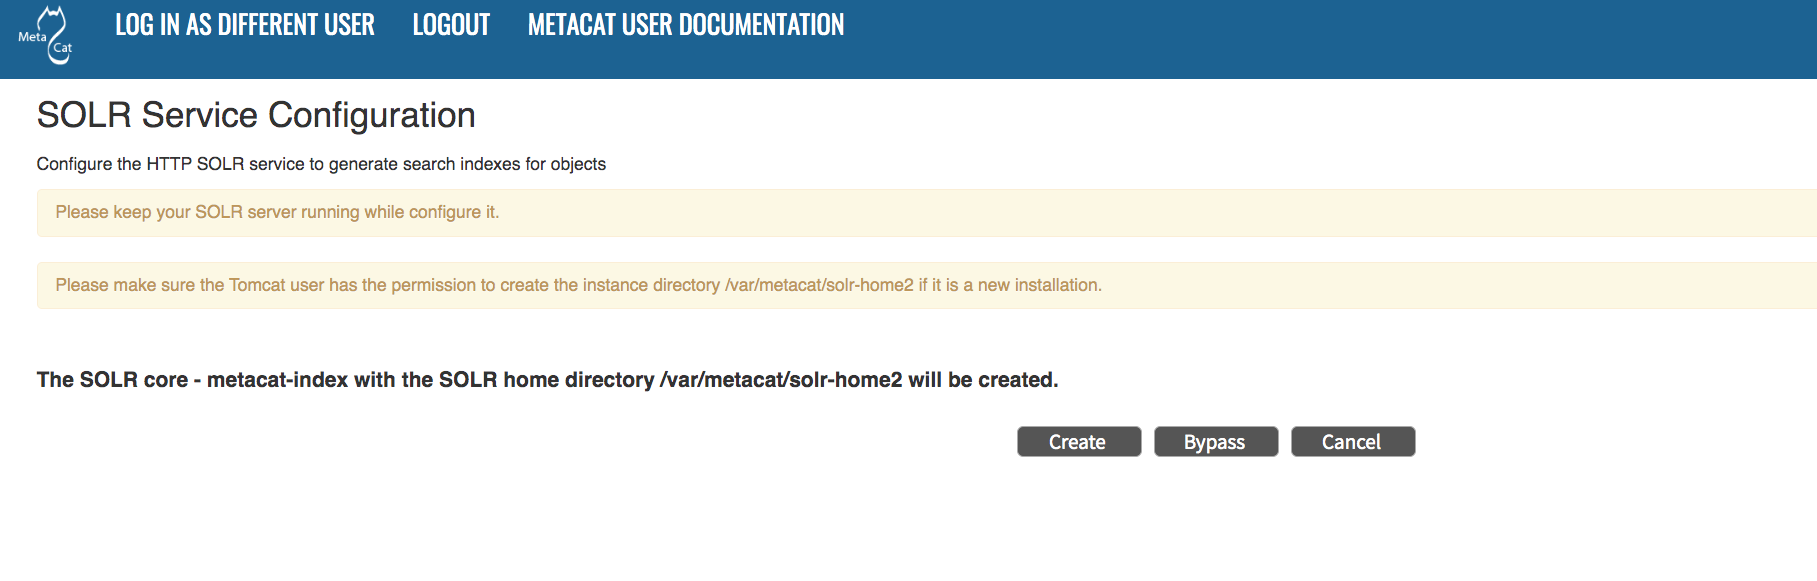 Meta Cat
LOG IN AS DIFFERENT USER LOGOUT METACAT USER DOCUMENTATION
SOLR Service Configuration
Configure the HTTP SOLR service to generate search indexes for objects
Please keep your SOLR server running while configure it.
Please make sure the Tomcat user has the permission to create the instance directory /var/metacat/solr-home2 if it is a new installation.
The SOLR core - metacat-index with the SOLR home directory /var/metacat/solr-home2 will be created.
Create Bypass Cancel